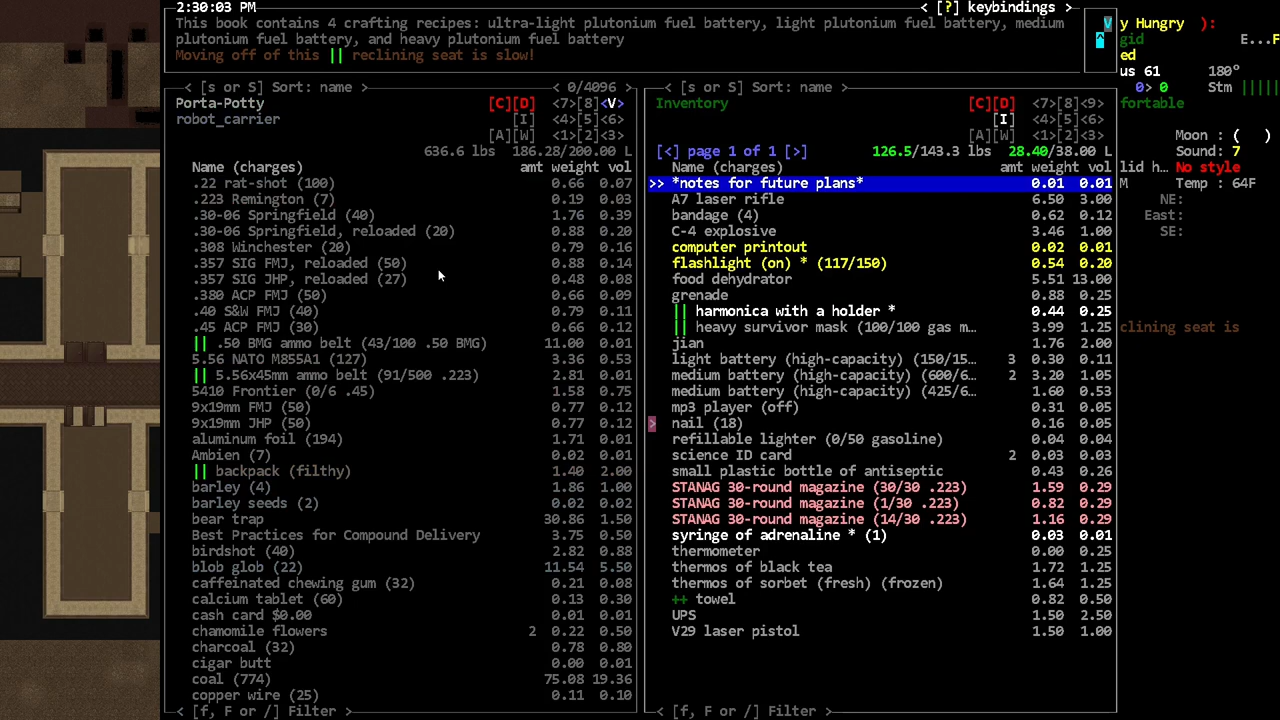 2:30:03 PM
< [?] keybindings >
This book contains 4 crafting recipes: ultra-light plutonium fuel battery, light plutonium fuel battery, medium
plutonium fuel battery, and heavy plutonium fuel battery
Moving off of this || reclining seat is slow!
V
^
y Hungry ):
gid E...F
ed
us 61 180°
0> 0 Stm |||||
fortable
Moon : ( )
Sound: 7
lid h… No style
M Temp : 64F
NE:
East:
SE:
clining seat is
< [s or S] Sort: name > < 0/4096 >
Porta-Potty [C][D] <7>[8]<V>
robot_carrier [I] <4>[5]<6>
[A][W] <1>[2]<3>
636.6 lbs 186.28/200.00 L
Name (charges) amt weight vol
.22 rat-shot (100) 0.66 0.07
.223 Remington (7) 0.19 0.03
.30-06 Springfield (40) 1.76 0.39
.30-06 Springfield, reloaded (20) 0.88 0.20
.308 Winchester (20) 0.79 0.16
.357 SIG FMJ, reloaded (50) 0.88 0.14
.357 SIG JHP, reloaded (27) 0.48 0.08
.380 ACP FMJ (50) 0.66 0.09
.40 S&W FMJ (40) 0.79 0.11
.45 ACP FMJ (30) 0.66 0.12
|| .50 BMG ammo belt (43/100 .50 BMG) 11.00 0.01
5.56 NATO M855A1 (127) 3.36 0.53
|| 5.56x45mm ammo belt (91/500 .223) 2.81 0.01
5410 Frontier (0/6 .45) 1.58 0.75
9x19mm FMJ (50) 0.77 0.12
9x19mm JHP (50) 0.77 0.12
aluminum foil (194) 1.71 0.01
Ambien (7) 0.02 0.01
|| backpack (filthy) 1.40 2.00
barley (4) 1.86 1.00
barley seeds (2) 0.02 0.02
bear trap 30.86 1.50
Best Practices for Compound Delivery 3.75 0.50
birdshot (40) 2.82 0.88
blob glob (22) 11.54 5.50
caffeinated chewing gum (32) 0.21 0.08
calcium tablet (60) 0.13 0.30
cash card $0.00 0.01 0.01
chamomile flowers 2 0.22 0.50
charcoal (32) 0.78 0.80
cigar butt 0.00 0.01
coal (774) 75.08 19.36
copper wire (25) 0.11 0.10
< [f, F or /] Filter >
< [s or S] Sort: name >
Inventory [C][D] <7>[8]<9>
[I] <4>[5]<6>
[A][W] <1>[2]<3>
[<] page 1 of 1 [>] 126.5/143.3 lbs 28.40/38.00 L
Name (charges) amt weight vol
>> *notes for future plans* 0.01 0.01
A7 laser rifle 6.50 3.00
bandage (4) 0.62 0.12
C-4 explosive 3.46 1.00
computer printout 0.02 0.01
flashlight (on) * (117/150) 0.54 0.20
food dehydrator 5.51 13.00
grenade 0.88 0.25
|| harmonica with a holder * 0.44 0.25
|| heavy survivor mask (100/100 gas m… 3.99 1.25
jian 1.76 2.00
light battery (high-capacity) (150/15… 3 0.30 0.11
medium battery (high-capacity) (600/6… 2 3.20 1.05
medium battery (high-capacity) (425/6… 1.60 0.53
mp3 player (off) 0.31 0.05
> nail (18) 0.16 0.05
refillable lighter (0/50 gasoline) 0.04 0.04
science ID card 2 0.03 0.03
small plastic bottle of antiseptic 0.43 0.26
STANAG 30-round magazine (30/30 .223) 1.59 0.29
STANAG 30-round magazine (1/30 .223) 0.82 0.29
STANAG 30-round magazine (14/30 .223) 1.16 0.29
syringe of adrenaline * (1) 0.03 0.01
thermometer 0.00 0.25
thermos of black tea 1.72 1.25
thermos of sorbet (fresh) (frozen) 1.64 1.25
++ towel 0.82 0.50
UPS 1.50 2.50
V29 laser pistol 1.50 1.00
< [f, F or /] Filter >